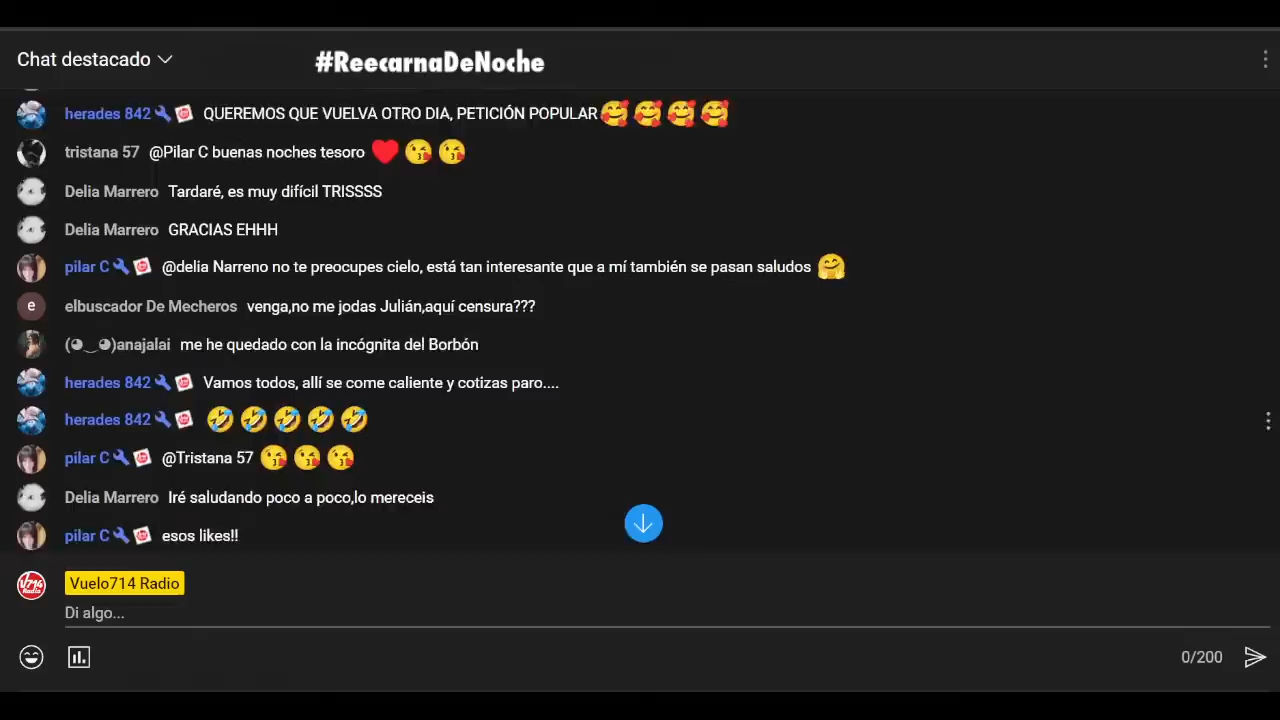 Chat destacado
#ReecarnaDeNoche
herades 842 QUEREMOS QUE VUELVA OTRO DIA, PETICIÓN POPULAR🥰🥰🥰🥰
tristana 57 @Pilar C buenas noches tesoro ❤️😘😘
Delia Marrero Tardaré, es muy difícil TRISSSS
Delia Marrero GRACIAS EHHH
pilar C @delia Narreno no te preocupes cielo, está tan interesante que a mí también se pasan saludos 🤗
e elbuscador De Mecheros venga,no me jodas Julián,aquí censura???
(◕‿◕)anajalai me he quedado con la incógnita del Borbón
herades 842 Vamos todos, allí se come caliente y cotizas paro....
herades 842 🤣🤣🤣🤣🤣
pilar C @Tristana 57 😘😘😘
Delia Marrero Iré saludando poco a poco,lo mereceis
pilar C esos likes!!
V714 Radio Vuelo714 Radio
Di algo...
0/200